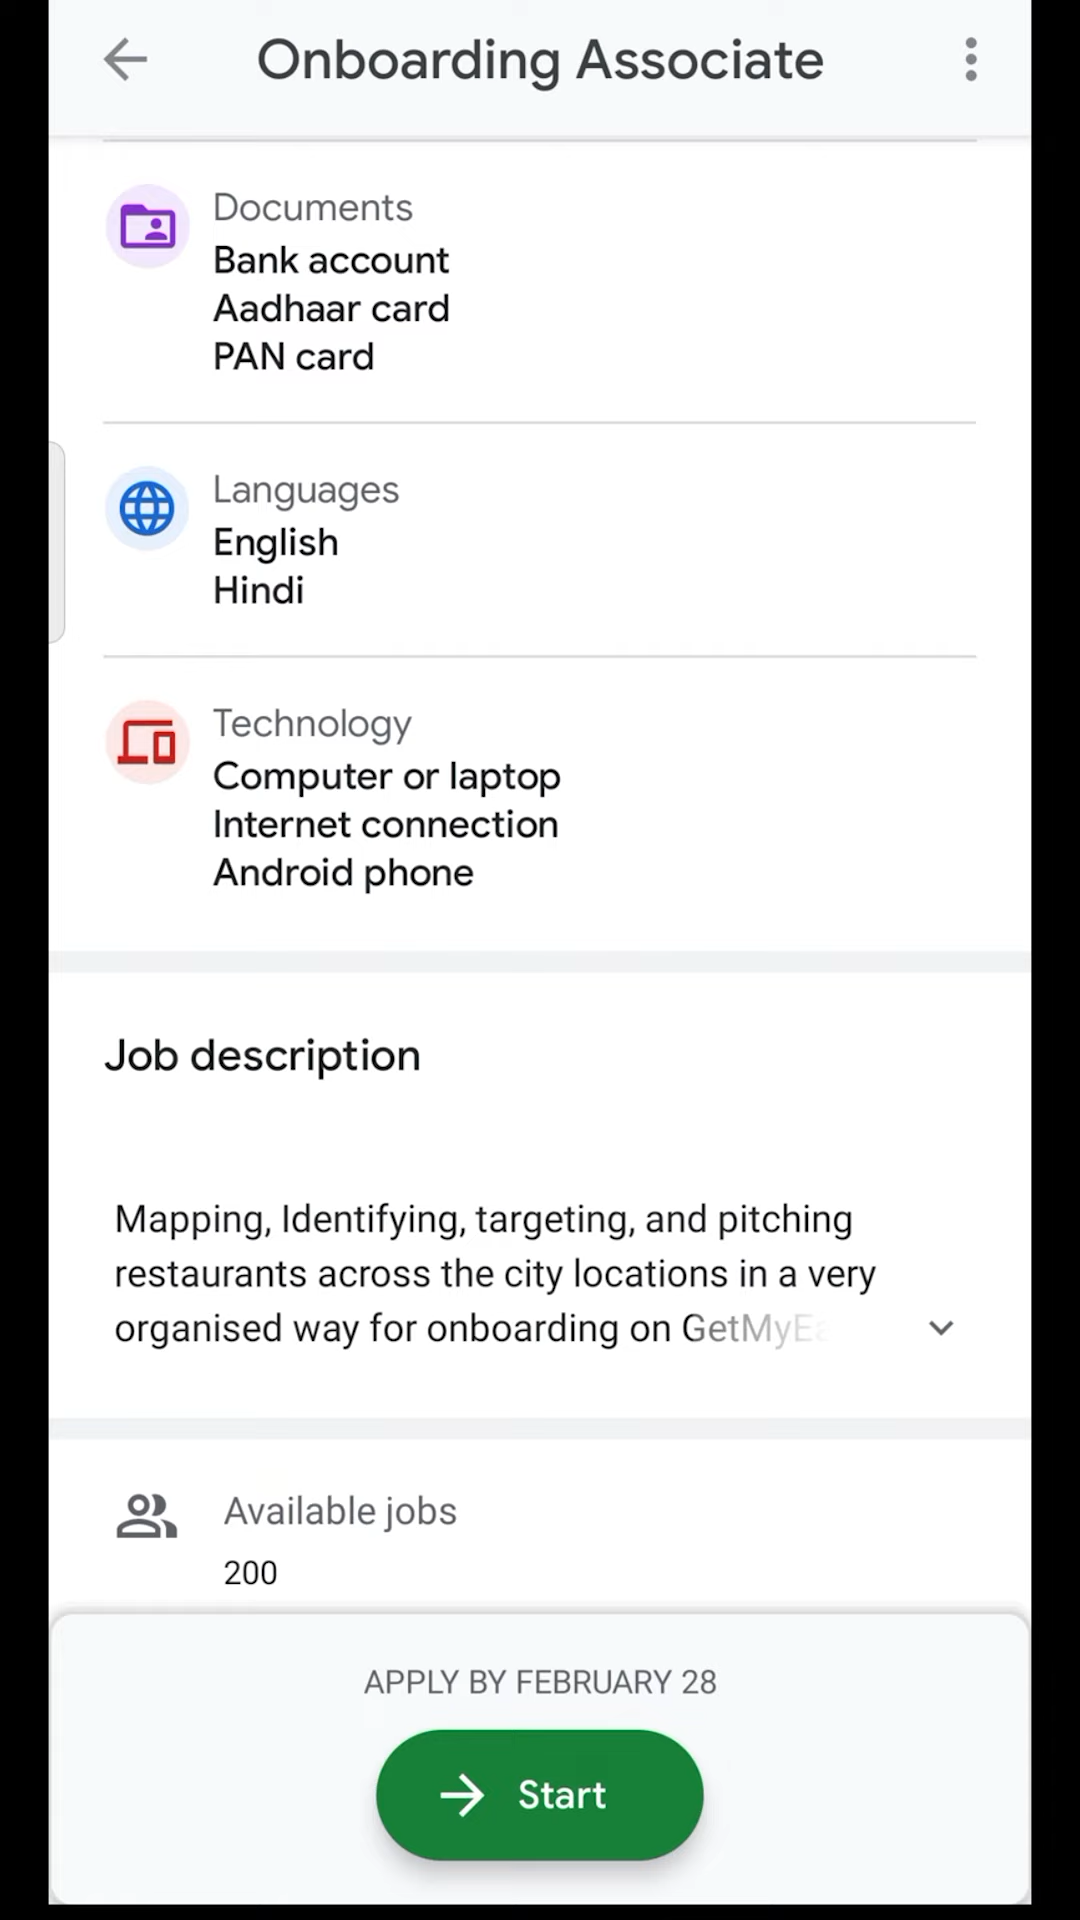 Onboarding Associate
Documents
Bank account
Aadhaar card
PAN card
Languages
English
Hindi
Technology
Computer or laptop
Internet connection
Android phone
Job description
Mapping, Identifying, targeting, and pitching
restaurants across the city locations in a very
organised way for onboarding on GetMyEa
Available jobs
200
APPLY BY FEBRUARY 28
Start